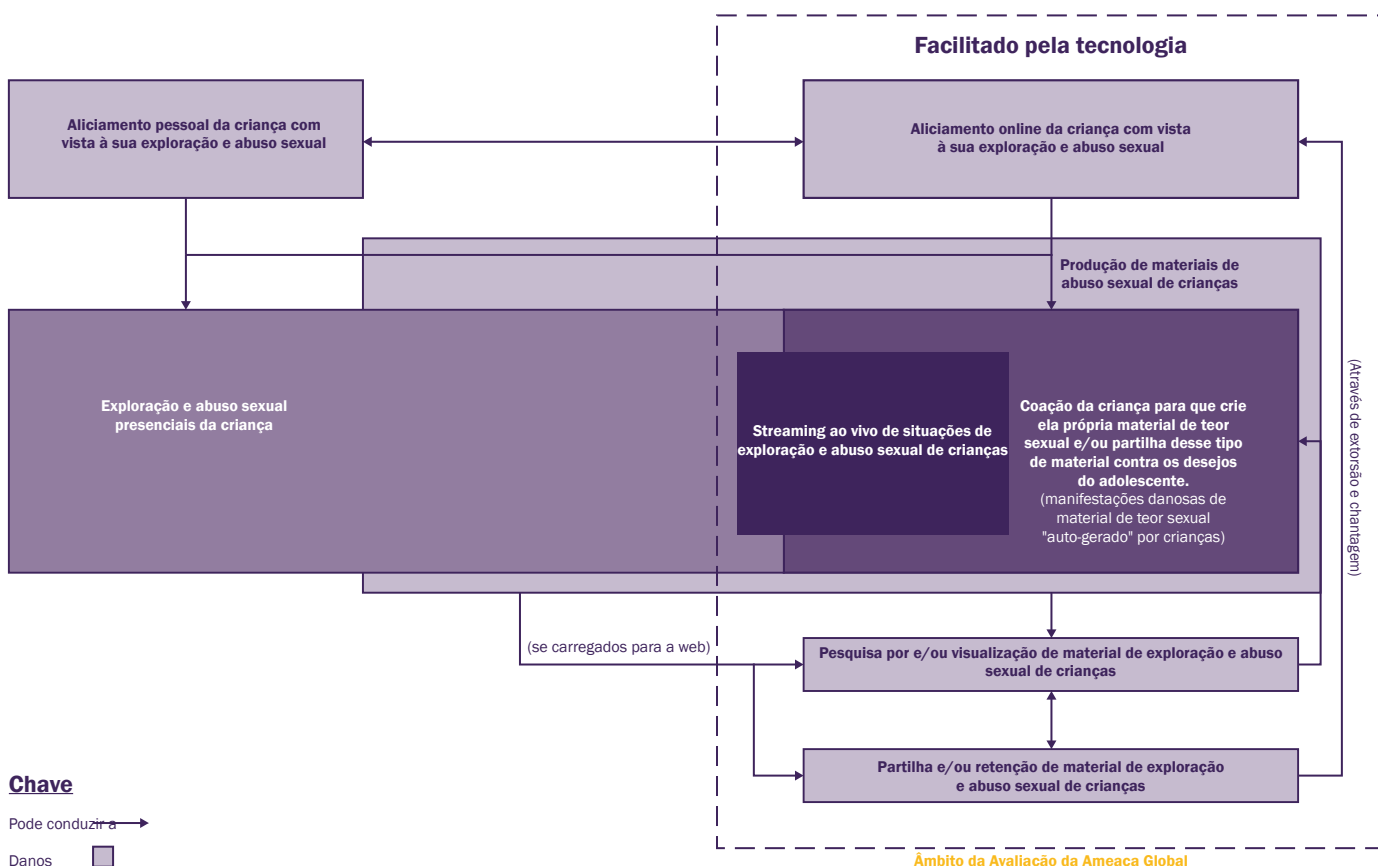 Facilitado pela tecnologia
Aliciamento pessoal da criança com
vista à sua exploração e abuso sexual
Aliciamento online da criança com vista
à sua exploração e abuso sexual
Produção de materiais de
abuso sexual de crianças
Exploração e abuso sexual
presenciais da criança
Streaming ao vivo de situações de
exploração e abuso sexual de crianças
Coação da criança para que crie
ela própria material de teor
sexual e/ou partilha desse tipo
de material contra os desejos
do adolescente.
(manifestações danosas de
material de teor sexual
"auto-gerado" por crianças)
(Através de extorsão e chantagem)
(se carregados para a web)
Pesquisa por e/ou visualização de material de exploração e abuso
sexual de crianças
Partilha e/ou retenção de material de exploração
e abuso sexual de crianças
Chave
Pode conduzir a
Danos
Âmbito da Avaliação da Ameaça Global